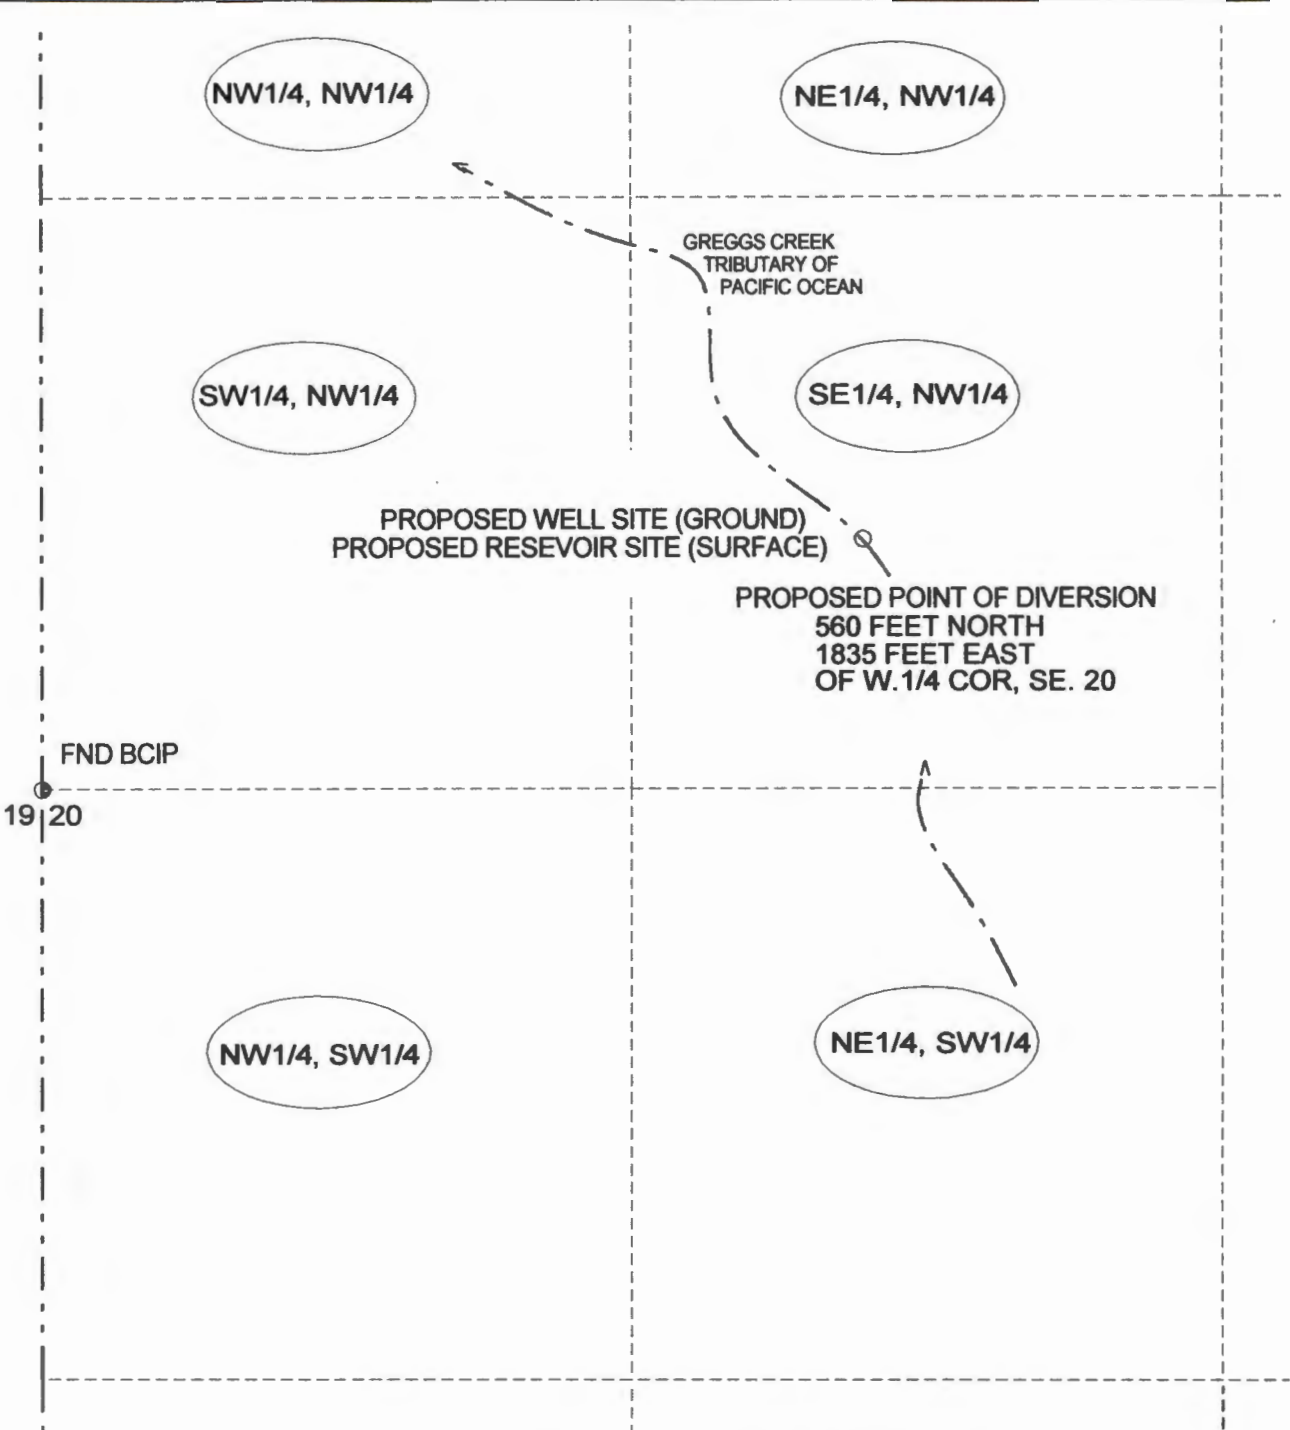 NW1/4, NW1/4
NE1/4, NW1/4
GREGGS CREEK
TRIBUTARY OF
PACIFIC OCEAN
SW1/4, NW1/4
SE1/4, NW1/4
PROPOSED WELL SITE (GROUND)
PROPOSED RESEVOIR SITE (SURFACE)
PROPOSED POINT OF DIVERSION
560 FEET NORTH
1835 FEET EAST
OF W.1/4 COR, SE. 20
FND BCIP
19 20
NW1/4, SW1/4
NE1/4, SW1/4